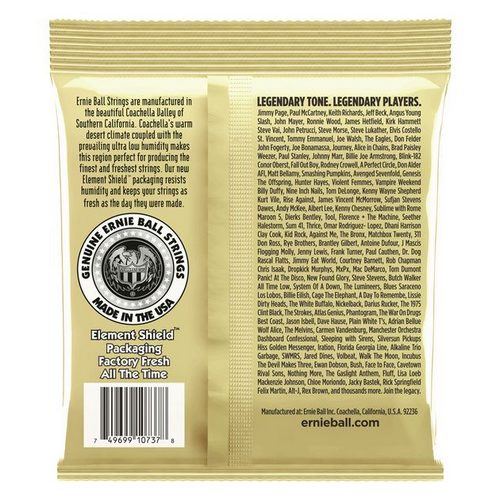 Ernie Ball Strings are manufactured in
the beautiful Coachella Valley of
Southern California. Coachella's warm
desert climate coupled with the
prevailing ultra low humidity makes
this region perfect for producing the
finest and freshest strings. Our new
Element Shield™ packaging resists
humidity and keeps your strings as
fresh as the day they were made.
GENUINE ERNIE BALL STRINGS
MADE IN THE USA
Element Shield™
Packaging
Factory Fresh
All The Time
7 49699 10737 8
LEGENDARY TONE. LEGENDARY PLAYERS.
Jimmy Page, Paul McCartney, Keith Richards, Jeff Beck, Angus Young
Slash, John Mayer, Ronnie Wood, James Hetfield, Kirk Hammett
Steve Vai, John Petrucci, Steve Morse, Steve Lukather, Elvis Costello
St. Vincent, Tommy Emmanuel, Joe Walsh, The Eagles, Don Felder
John Fogerty, Joe Bonamassa, Journey, Alice in Chains, Brad Paisley
Weezer, Paul Stanley, Johnny Marr, Billie Joe Armstrong, Blink-182
Conor Oberst, Fall Out Boy, Rodney Crowell, A Perfect Circle, Don Alder
AFI, Matt Bellamy, Smashing Pumpkins, Avenged Sevenfold, Genesis
The Offspring, Hunter Hayes, Violent Femmes, Vampire Weekend
Billy Duffy, Nine Inch Nails, Tom DeLonge, Kenny Wayne Shepherd
Kurt Vile, Rise Against, James Vincent McMorrow, Sufjan Stevens
Dawes, Andy McKee, Albert Lee, Kenny Chesney, Sublime with Rome
Maroon 5, Dierks Bentley, Tool, Florence + The Machine, Seether
Halestorm, Sum 41, Thrice, Omar Rodriguez-Lopez, Dhani Harrison
Clay Cook, Kid Rock, Against Me, The Bronx, Matchbox Twenty, 311
Don Ross, Rye Brothers, Brantley Gilbert, Antoine Dufour, J Mascis
Flogging Molly, Jenny Lewis, Frank Turner, Paul Cauthen, Dr. Dog
Rascal Flatts, Jimmy Eat World, Courtney Barnett, Rob Chapman
Chris Isaak, Dropkick Murphys, MxPx, Mac DeMarco, Tom Dumont
Panic! At The Disco, New Found Glory, Steve Stevens, Butch Walker
All Time Low, System Of A Down, The Lumineers, Blues Saraceno
Los Lobos, Billie Eilish, Cage The Elephant, A Day To Remember, Lissie
Dirty Heads, The White Buffalo, Nickelback, Darius Rucker, The 1975
Clint Black, The Strokes, Atlas Genius, Phantogram, The War On Drugs
Best Coast, Jason Isbell, Dave Hause, Plain White T's, Adrian Bellue
Wolf Alice, The Melvins, Carmen Vandenburg, Manchester Orchestra
Dashboard Confessional, Sleeping with Sirens, Silversun Pickups
Kiss Golden Messenger, Iration, Florida Georgia Line, Alkaline Trio
Garbage, SWMRS, Jared Dines, Volbeat, Walk The Moon, Incubus
The Devil Makes Three, Ewan Dobson, Bush, Face to Face, Cavetown
Rival Sons, Nothing More, The Gaslight Anthem, Fluff, Lisa Loeb
Mackenzie Johnson, Chloe Moriondo, Jacky Bastek, Rick Springfield
Felix Martin, Alt-J, Rex Brown, and thousands more. Join the legacy.
Manufactured at: Ernie Ball Inc. Coachella, California, U.S.A. 92236
ernieball.com